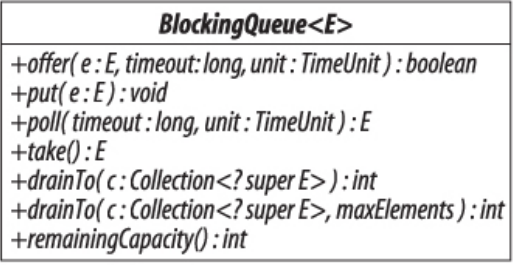 BlockingQueue<E>
+offer( e : E, timeout: long, unit : TimeUnit ) : boolean
+put( e : E ) : void
+poll( timeout : long, unit : TimeUnit ) : E
+take() : E
+drainTo( c : Collection<? super E> ) : int
+drainTo( c : Collection<? super E>, maxElements ) : int
+remainingCapacity() : int